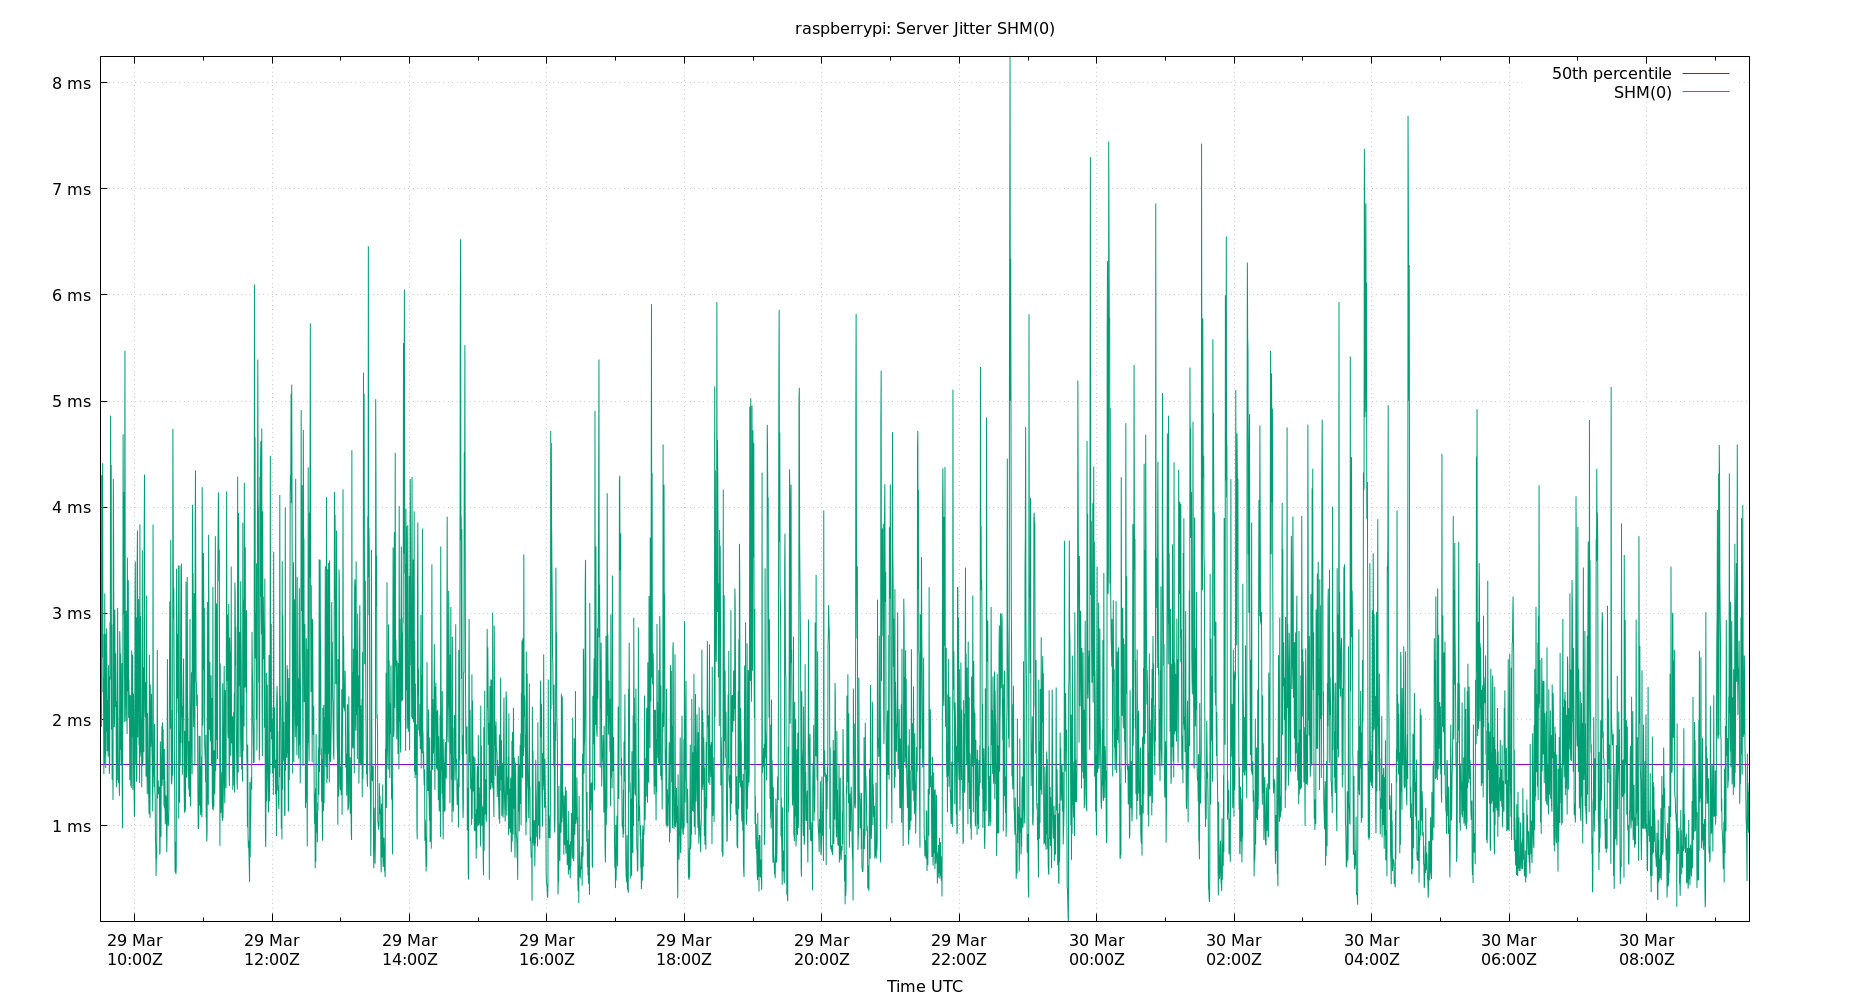 raspberrypi: Server Jitter SHM(0)
50th percentile
SHM(0)
8 ms
7 ms
6 ms
5 ms
4 ms
3 ms
2 ms
1 ms
29 Mar 29 Mar 29 Mar 29 Mar 29 Mar 29 Mar 29 Mar 30 Mar 30 Mar 30 Mar 30 Mar 30 Mar
10:00Z 12:00Z 14:00Z 16:00Z 18:00Z 20:00Z 22:00Z 00:00Z 02:00Z 04:00Z 06:00Z 08:00Z
Time UTC